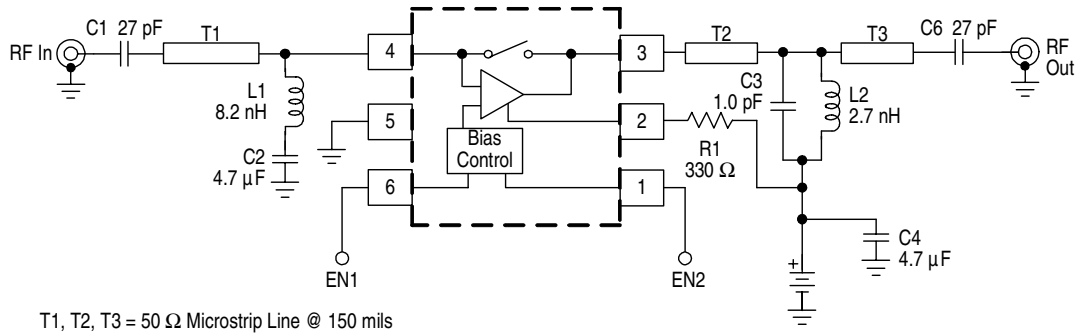 C1 27 pF
T1
RF In
L1
8.2 nH
C2
4.7 µF
4
5
6
Bias
Control
3
2
1
EN1
EN2
T2
R1
330 Ω
C3
1.0 pF
L2
2.7 nH
T3
C6 27 pF
RF
Out
C4
4.7 µF
+
T1, T2, T3 = 50 Ω Microstrip Line @ 150 mils